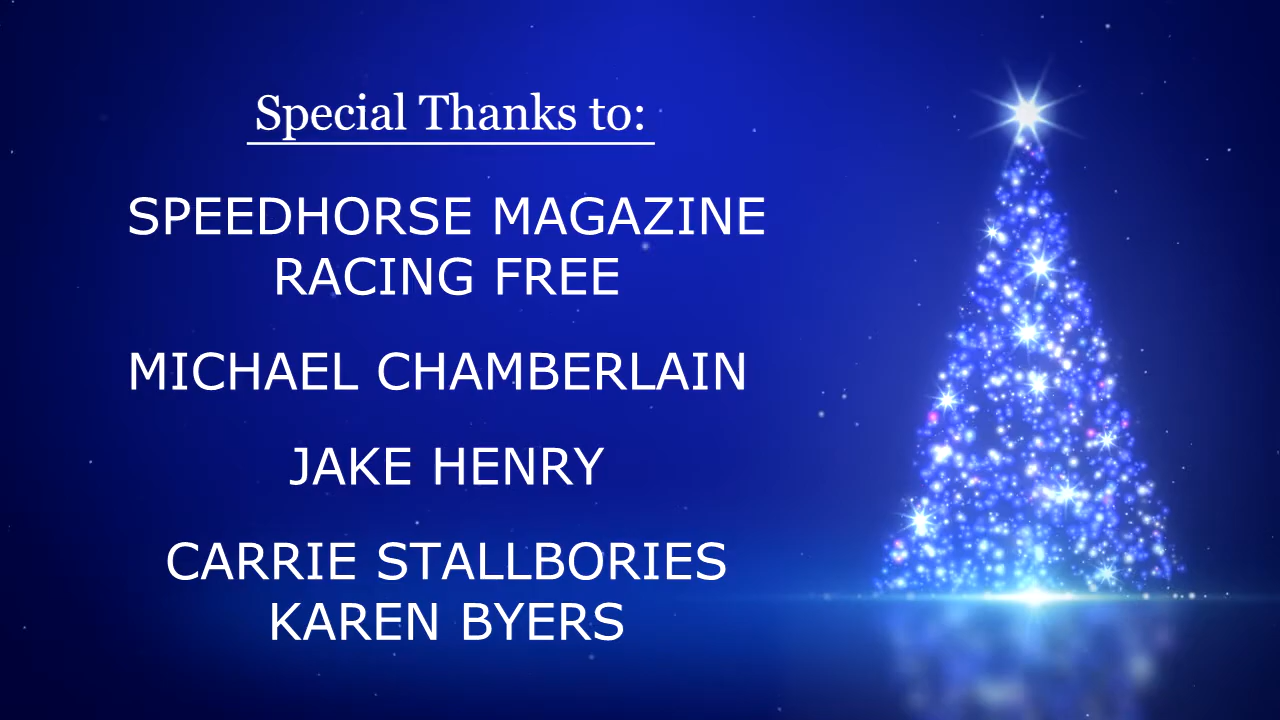 Special Thanks to:
SPEEDHORSE MAGAZINE
RACING FREE
MICHAEL CHAMBERLAIN
JAKE HENRY
CARRIE STALLBORIES
KAREN BYERS